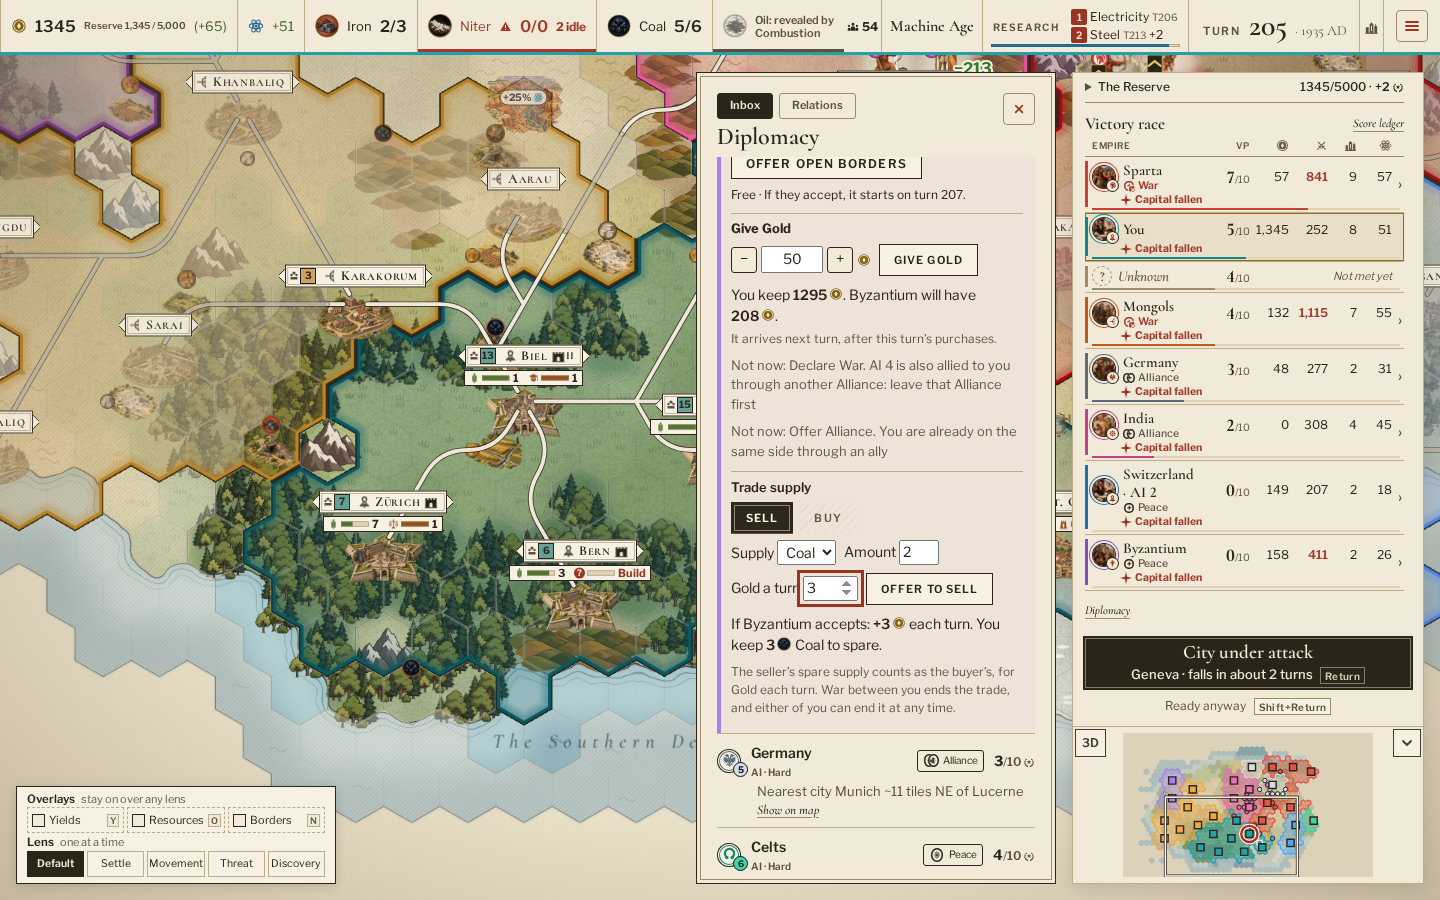 1345 Reserve 1,345 / 5,000 (+65)
+51
Iron 2/3
Niter 0/0 2 idle
Coal 5/6
Oil: revealed by
Combustion
54
Machine Age
RESEARCH
1 Electricity T206
2 Steel T213 +2
TURN 205 · 1935 AD
KHANBALIQ
+25%
AARAU
3 KARAKORUM
SARAI
13 BIEL II
1 1
15
7 ZÜRICH
7 1
6 BERN
3 ? Build
The Southern De
Overlays stay on over any lens
Yields Y
Resources O
Borders N
Lens one at a time
Default
Settle
Movement
Threat
Discovery
-213
Inbox
Relations
×
Diplomacy
OFFER OPEN BORDERS
Free · If they accept, it starts on turn 207.
Give Gold
− 50 + GIVE GOLD
You keep 1295. Byzantium will have
208.
It arrives next turn, after this turn's purchases.
Not now: Declare War. AI 4 is also allied to you
through another Alliance: leave that Alliance
first
Not now: Offer Alliance. You are already on the
same side through an ally
Trade supply
SELL
BUY
Supply Coal Amount 2
Gold a turn 3 OFFER TO SELL
If Byzantium accepts: +3 each turn. You
keep 3 Coal to spare.
The seller's spare supply counts as the buyer's, for
Gold each turn. War between you ends the trade,
and either of you can end it at any time.
5 Germany Alliance 3/10
AI · Hard
Nearest city Munich ~11 tiles NE of Lucerne
Show on map
6 Celts Peace 4/10
AI · Hard
The Reserve 1345/5000 · +2
Victory race Score ledger
EMPIRE VP
Sparta 7/10 57 841 9 57
War
Capital fallen
You 5/10 1,345 252 8 51
Capital fallen
? Unknown 4/10 Not met yet
Mongols 4/10 132 1,115 7 55
War
Capital fallen
Germany 3/10 48 277 2 31
Alliance
Capital fallen
India 2/10 0 308 4 45
Alliance
Capital fallen
Switzerland
· AI 2 0/10 149 207 2 18
Peace
Capital fallen
Byzantium 0/10 158 411 2 26
Peace
Capital fallen
Diplomacy
City under attack
Geneva · falls in about 2 turns Return
Ready anyway Shift+Return
3D